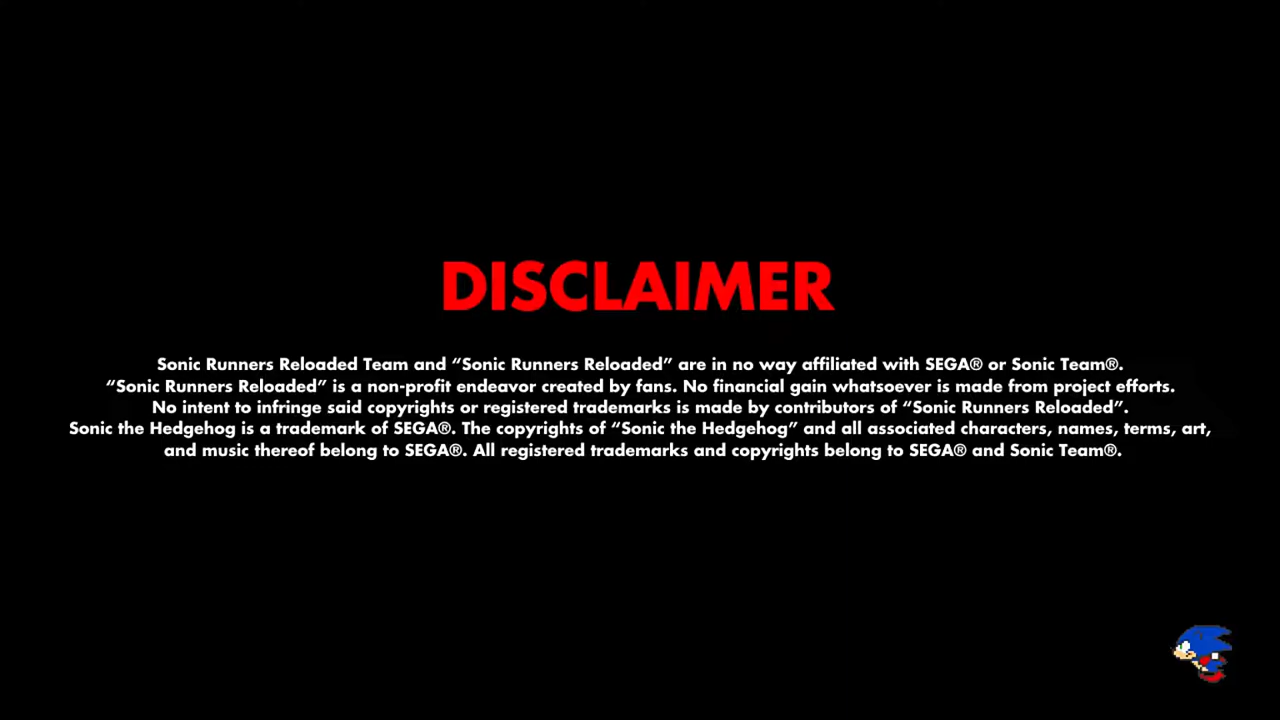 DISCLAIMER
Sonic Runners Reloaded Team and “Sonic Runners Reloaded” are in no way affiliated with SEGA® or Sonic Team®.
“Sonic Runners Reloaded” is a non-profit endeavor created by fans. No financial gain whatsoever is made from project efforts.
No intent to infringe said copyrights or registered trademarks is made by contributors of “Sonic Runners Reloaded”.
Sonic the Hedgehog is a trademark of SEGA®. The copyrights of “Sonic the Hedgehog” and all associated characters, names, terms, art,
and music thereof belong to SEGA®. All registered trademarks and copyrights belong to SEGA® and Sonic Team®.